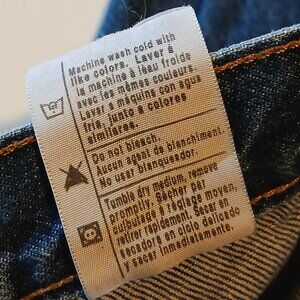 Machine wash cold with
like colors. Laver à
la machine à l'eau froide
avec les mêmes couleurs.
Lavar a máquina con agua
fría, junto a colores
similares.
Do not bleach.
Aucun agent de blanchiment.
No usar blanqueador.
Tumble dry medium, remove
promptly. Sécher par
culbutage à réglage moyen,
retirer rapidement. Secar en
secadora en ciclo delicado
y sacar inmediatamente.